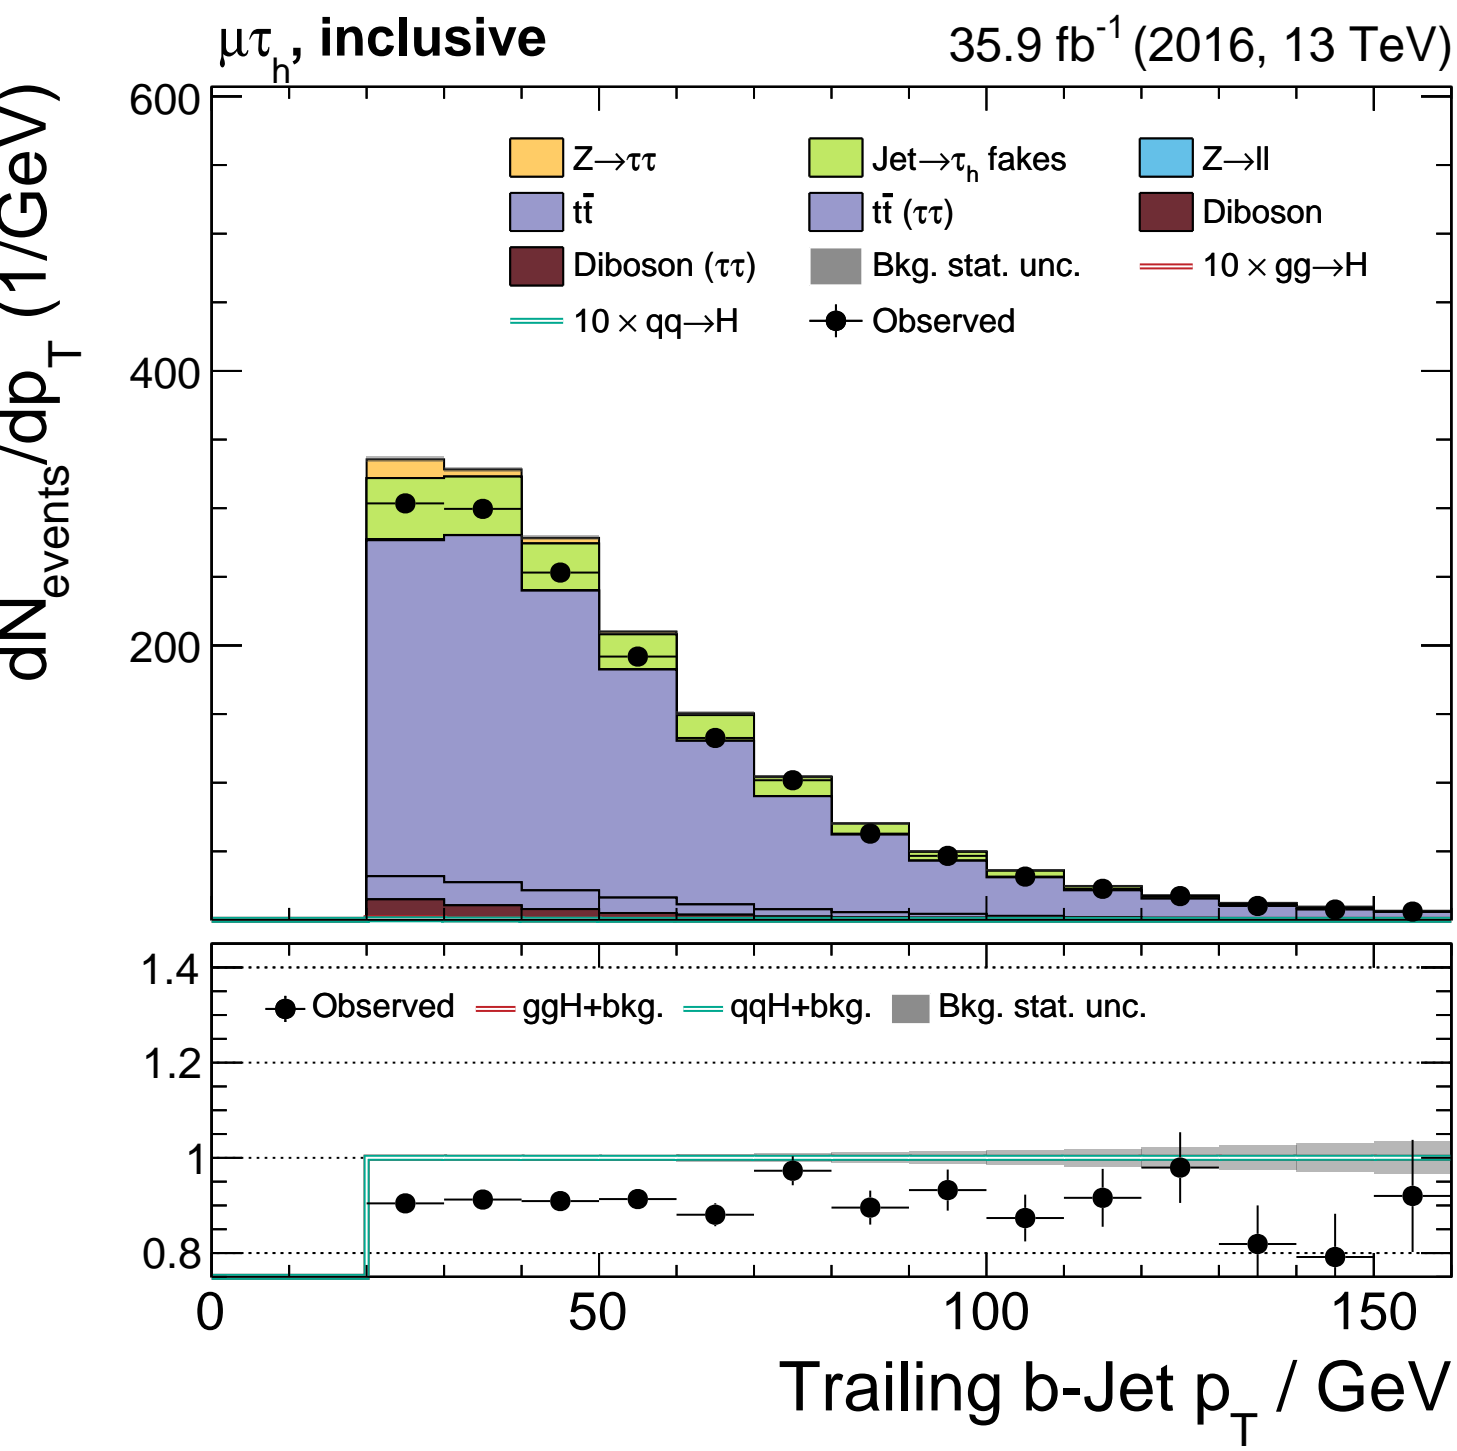 μτh, inclusive 35.9 fb-1 (2016, 13 TeV)
dNevents/dpT (1/GeV)
600
400
200
Z→ττ Jet→τh fakes Z→ll
tt̄ tt̄ (ττ) Diboson
Diboson (ττ) Bkg. stat. unc. 10 × gg→H
10 × qq→H Observed
1.4
1.2
1
0.8
Observed ggH+bkg. qqH+bkg. Bkg. stat. unc.
0 50 100 150
Trailing b-Jet pT / GeV